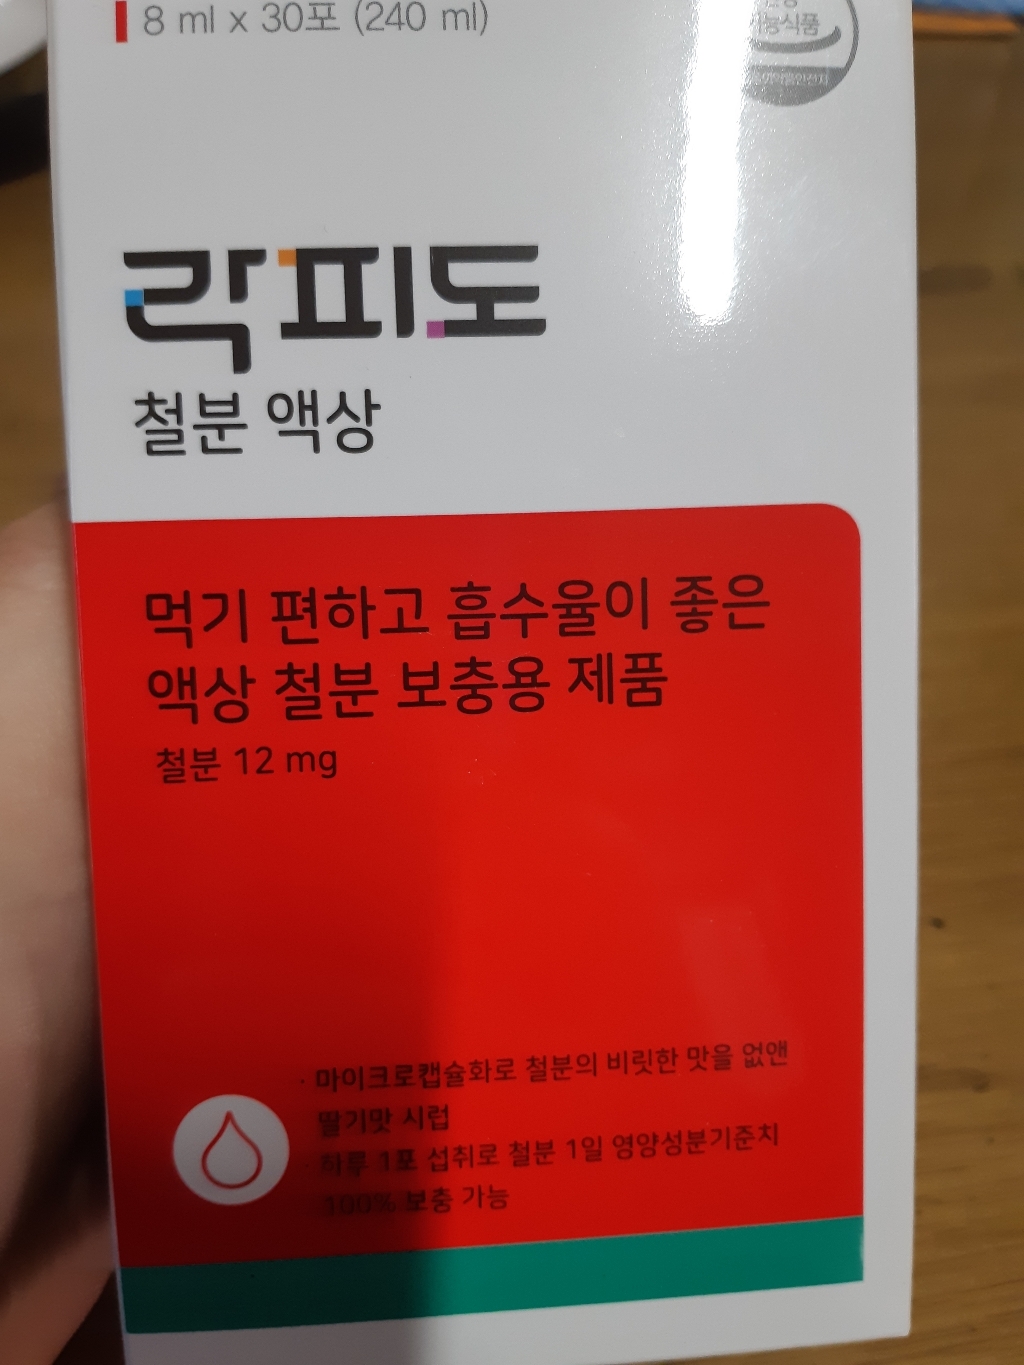 8 ml x 30포 (240 ml)
능식품
락피도
철분 액상
먹기 편하고 흡수율이 좋은
액상 철분 보충용 제품
철분 12 mg
· 마이크로캡슐화로 철분의 비릿한 맛을 없앤
딸기맛 시럽
· 하루 1포 섭취로 철분 1일 영양성분기준치
100% 보충 가능